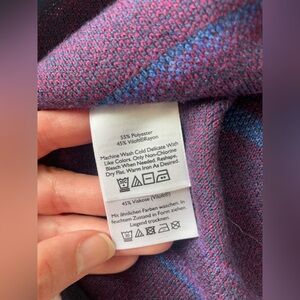 55% Polyester
45% Viloft®Rayon
Machine Wash Cold Delicate With
Like Colors. Only Non-Chlorine
Bleach When Needed. Reshape,
Dry Flat, Warm Iron As Desired.
45% Viskose (Viloft®)
Mit ähnlichen Farben waschen. In
feuchtem Zustand in Form ziehen
Liegend trocknen.